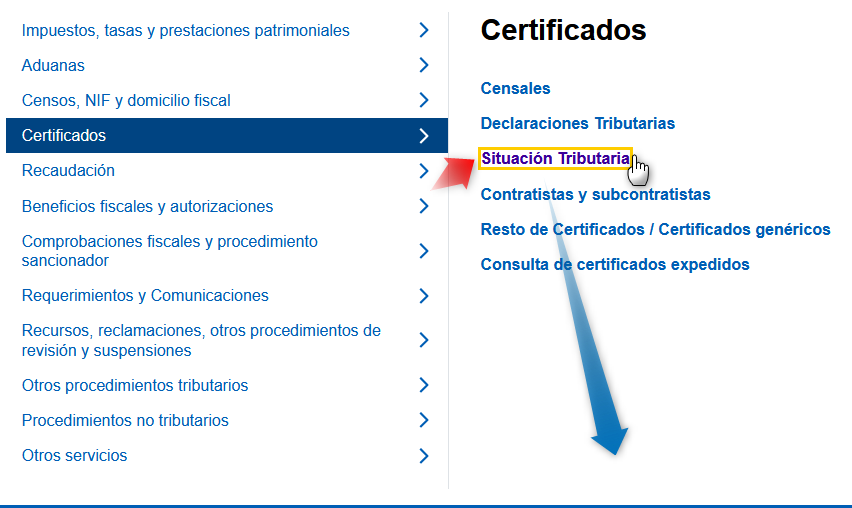 Impuestos, tasas y prestaciones patrimoniales
Aduanas
Censos, NIF y domicilio fiscal
Certificados
Recaudación
Beneficios fiscales y autorizaciones
Comprobaciones fiscales y procedimiento
sancionador
Requerimientos y Comunicaciones
Recursos, reclamaciones, otros procedimientos de
revisión y suspensiones
Otros procedimientos tributarios
Procedimientos no tributarios
Otros servicios
Certificados
Censales
Declaraciones Tributarias
Situación Tributaria
Contratistas y subcontratistas
Resto de Certificados / Certificados genéricos
Consulta de certificados expedidos